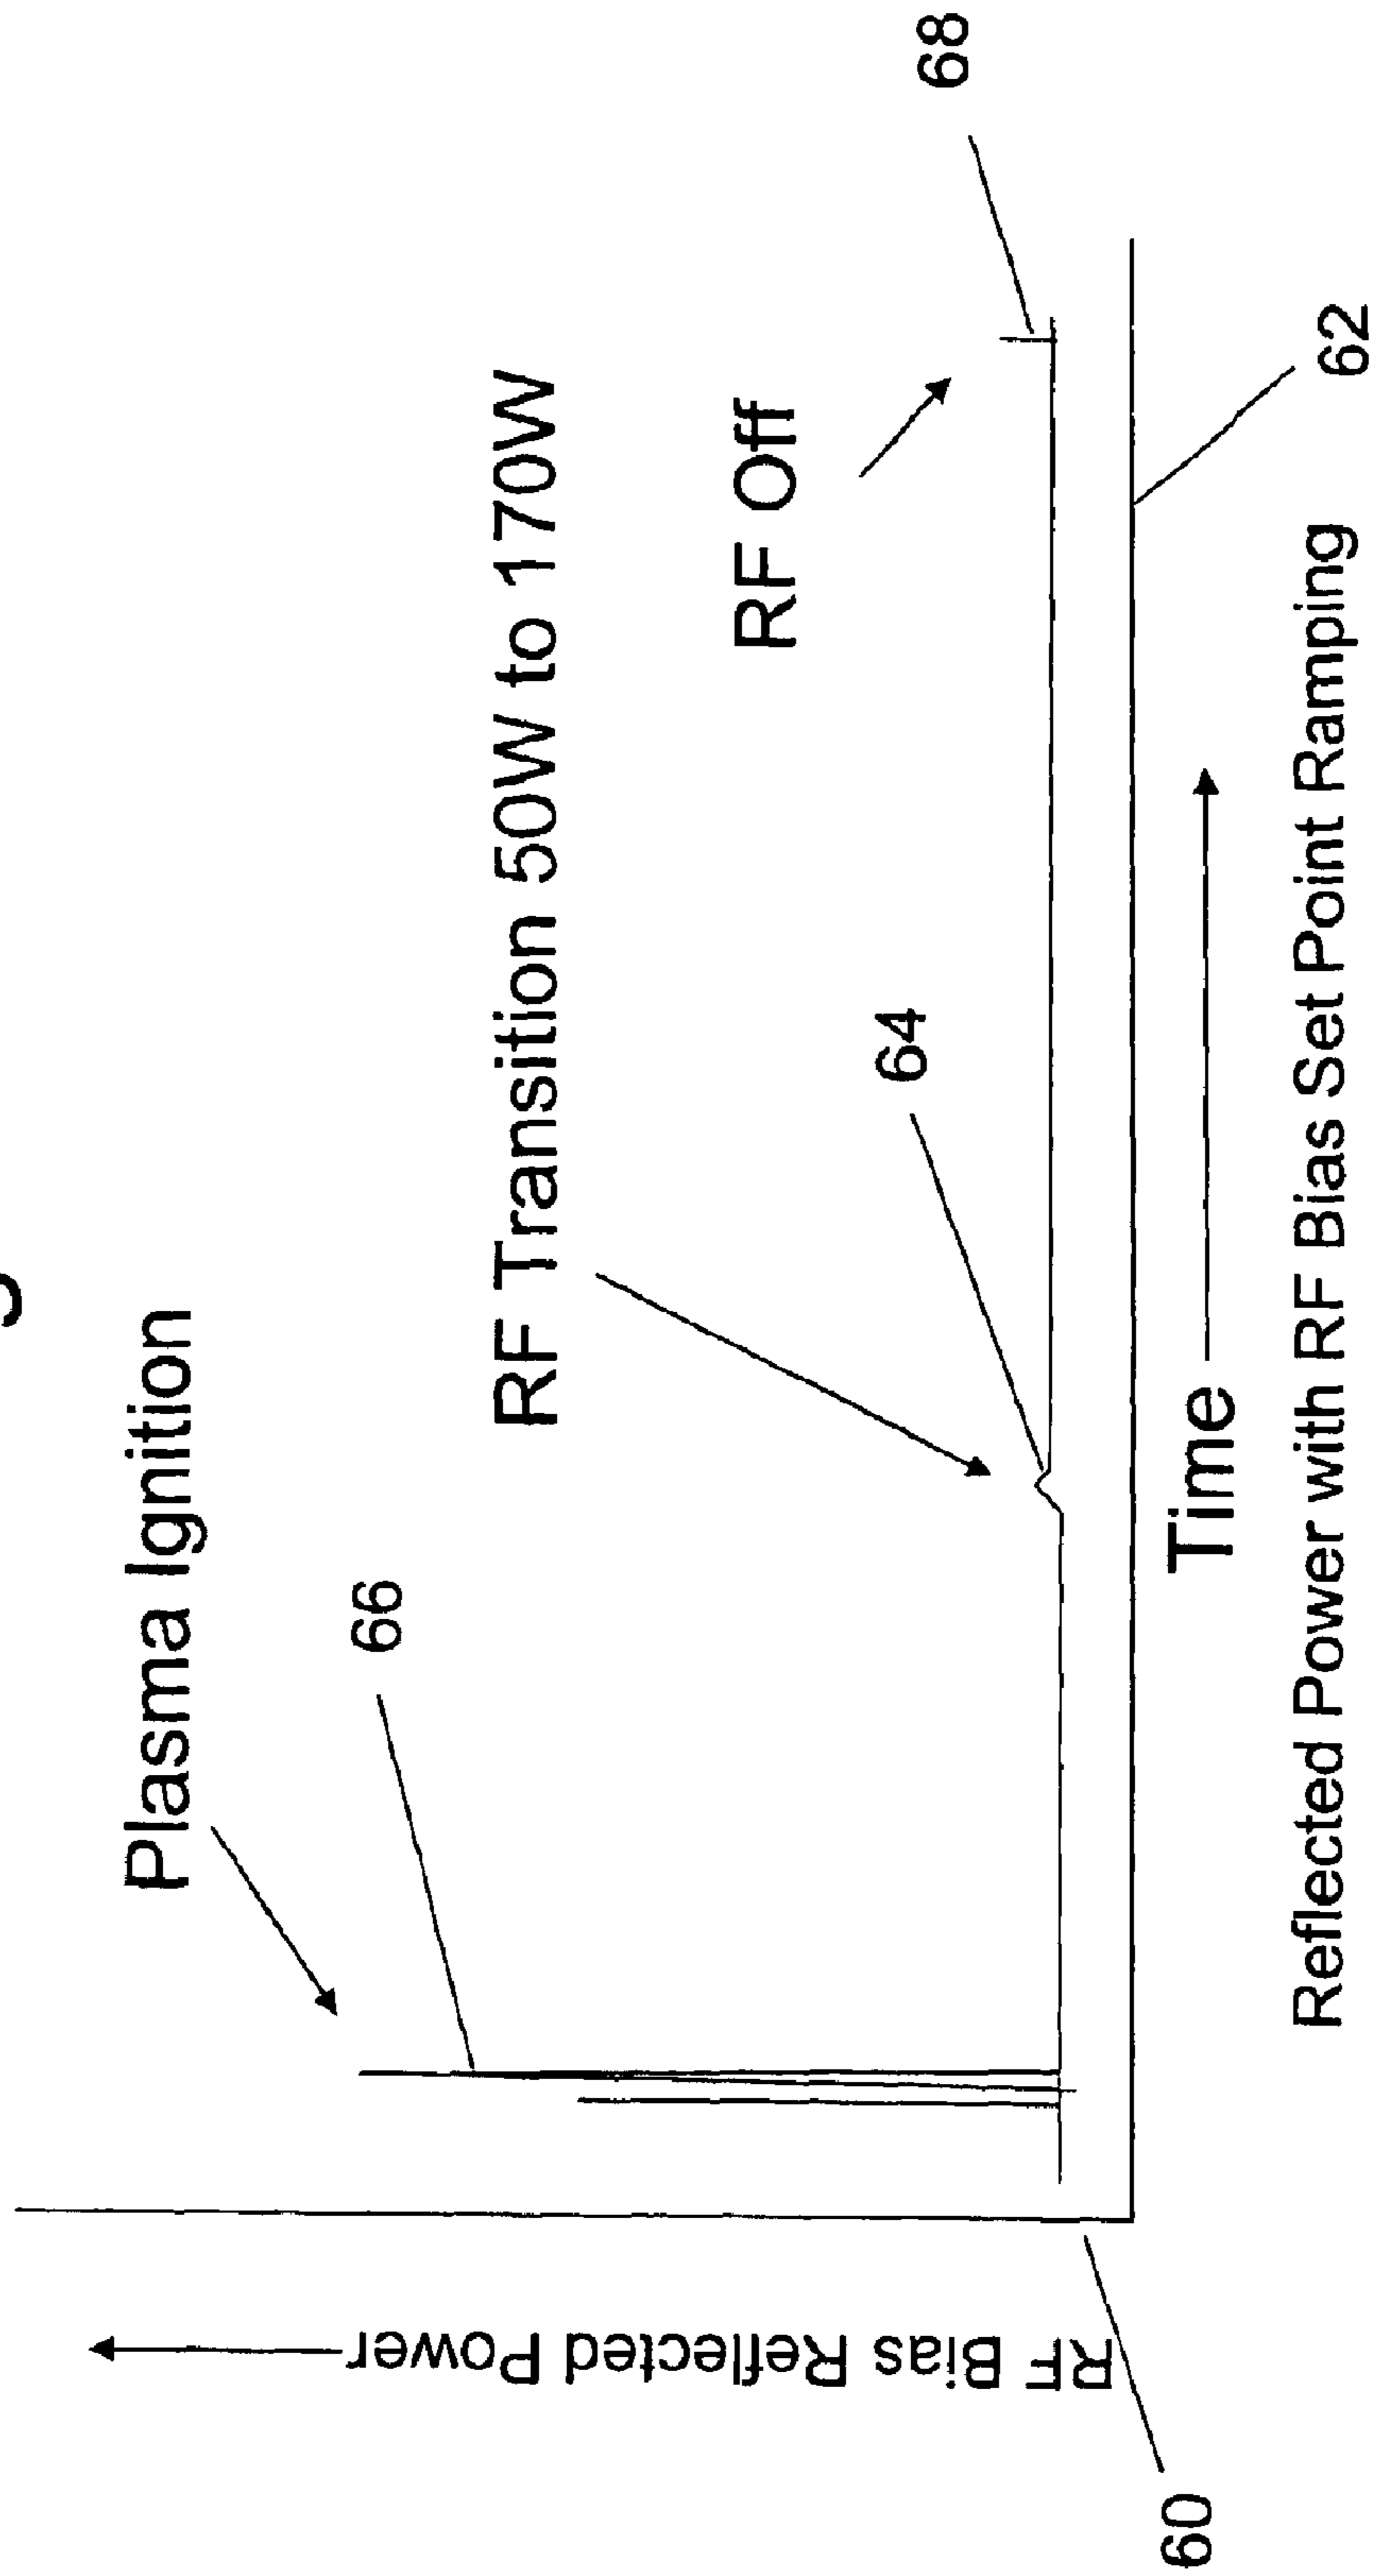 Plasma Ignition
66
RF Transition 50W to 170W
64
RF Off
68
RF Bias Reflected Power
60
Time
62
Reflected Power with RF Bias Set Point Ramping